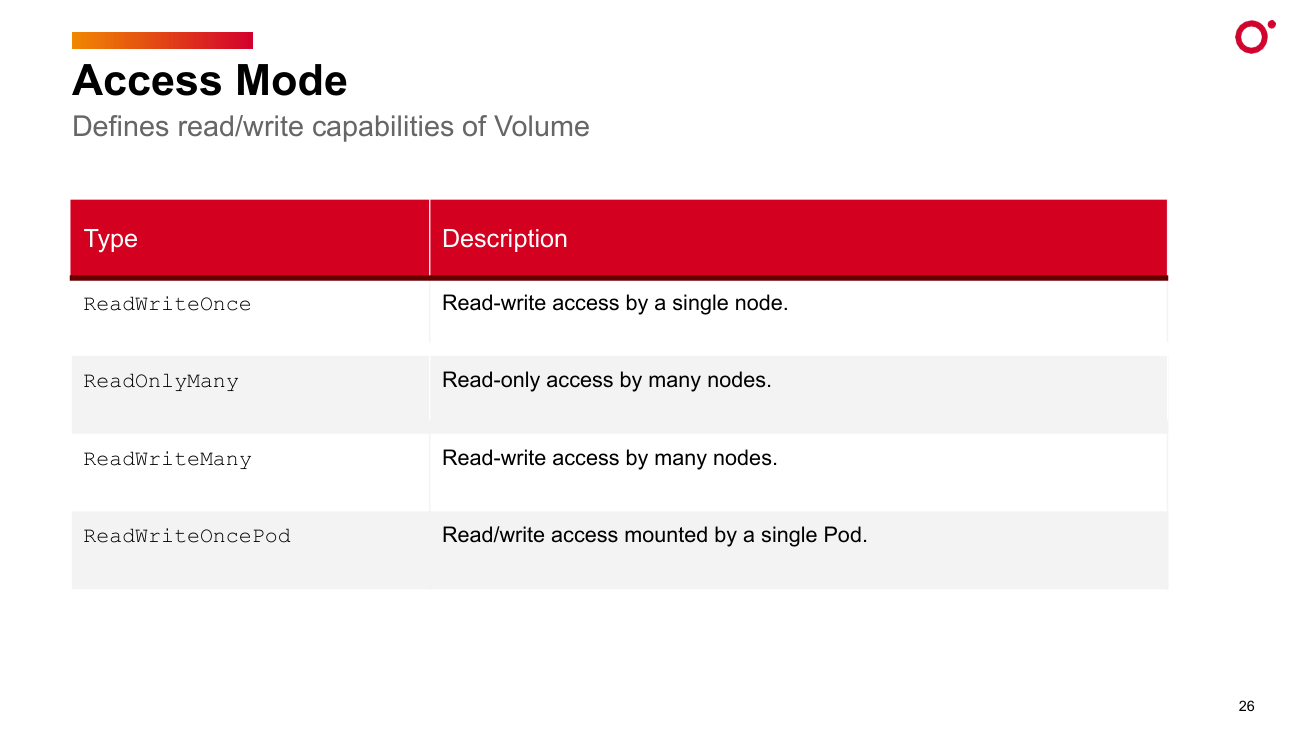 Access Mode
Defines read/write capabilities of Volume
Type Description
ReadWriteOnce Read-write access by a single node.
ReadOnlyMany Read-only access by many nodes.
ReadWriteMany Read-write access by many nodes.
ReadWriteOncePod Read/write access mounted by a single Pod.
26